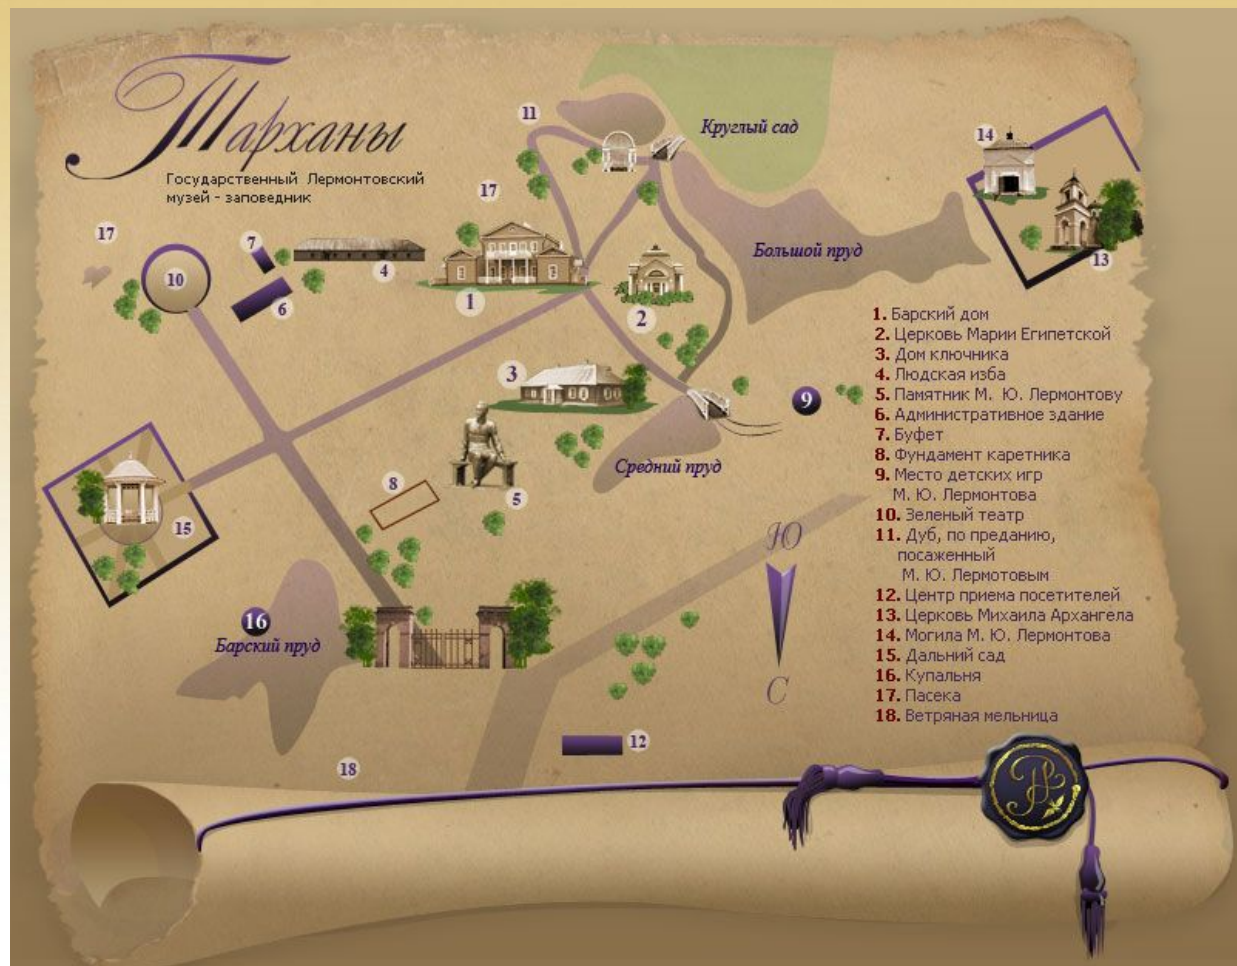 Тарханы
Государственный Лермонтовский
музей - заповедник
11
Круглый сад
14
17
17
7
4
10
Большой пруд
13
6
1
2
1. Барский дом
2. Церковь Марии Египетской
3. Дом ключника
4. Людская изба
5. Памятник М. Ю. Лермонтову
6. Административное здание
7. Буфет
8. Фундамент каретника
9. Место детских игр
М. Ю. Лермонтова
10. Зеленый театр
11. Дуб, по преданию,
посаженный
М. Ю. Лермотовым
12. Центр приема посетителей
13. Церковь Михаила Архангела
14. Могила М. Ю. Лермонтова
15. Дальний сад
16. Купальня
17. Пасека
18. Ветряная мельница
3
9
Средний пруд
8
5
15
Ю
16
Барский пруд
С
12
18